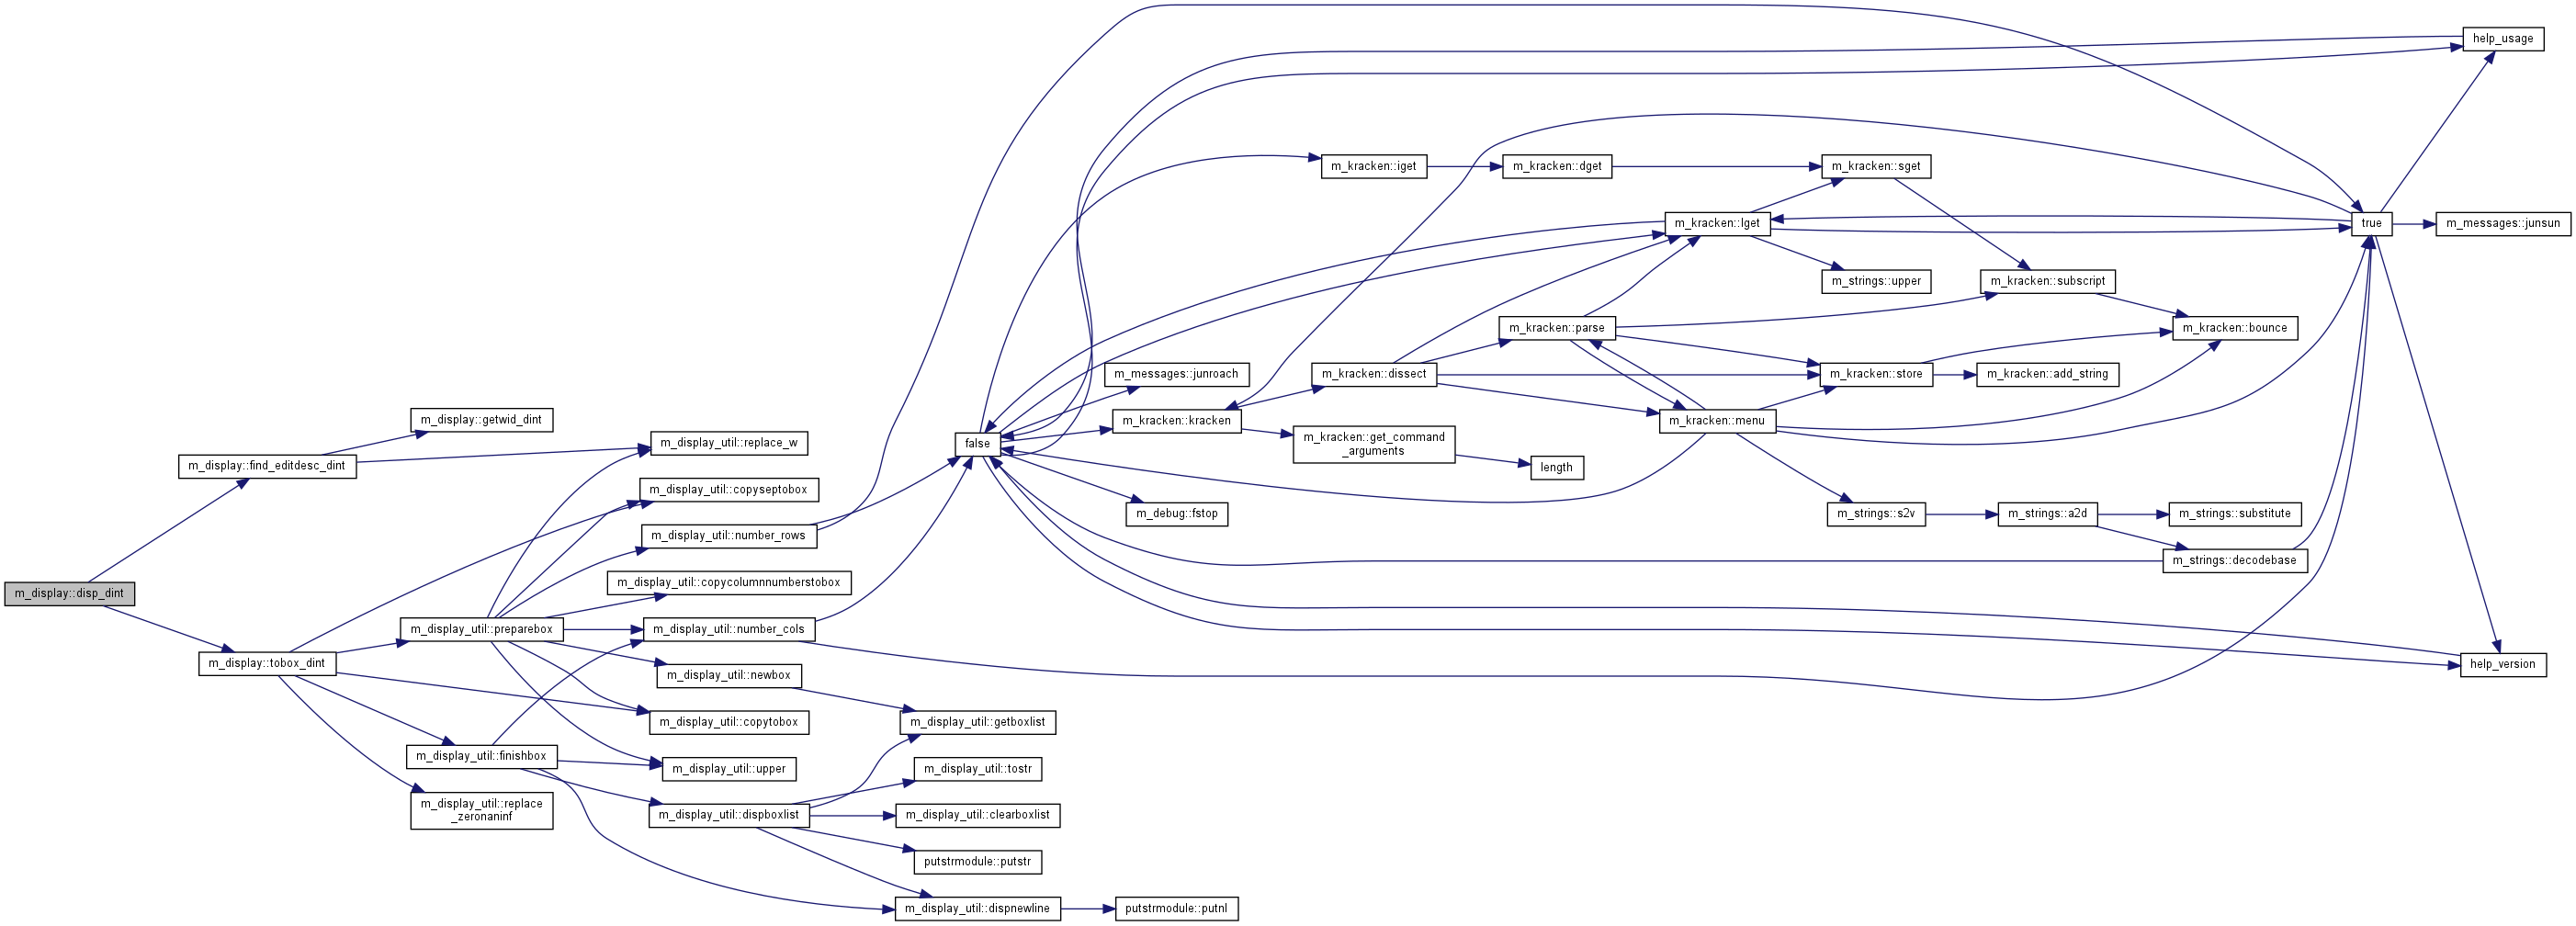 m_display::disp_dint
m_display::find_editdesc_dint
m_display::getwid_dint
m_display_util::replace_w
m_display::tobox_dint
m_display_util::copyseptobox
m_display_util::preparebox
m_display_util::number_rows
m_display_util::copycolumnnumberstobox
m_display_util::number_cols
m_display_util::newbox
m_display_util::copytobox
m_display_util::upper
m_display_util::finishbox
m_display_util::replace
_zeronaninf
m_display_util::dispboxlist
m_display_util::getboxlist
m_display_util::tostr
m_display_util::clearboxlist
putstrmodule::putstr
m_display_util::dispnewline
putstrmodule::putnl
false
m_messages::junroach
m_kracken::kracken
m_debug::fstop
m_kracken::iget
m_kracken::dget
m_kracken::sget
m_kracken::lget
m_strings::upper
m_kracken::subscript
m_kracken::parse
m_kracken::bounce
m_kracken::dissect
m_kracken::store
m_kracken::add_string
m_kracken::menu
m_kracken::get_command
_arguments
length
m_strings::s2v
m_strings::a2d
m_strings::substitute
m_strings::decodebase
true
help_usage
m_messages::junsun
help_version